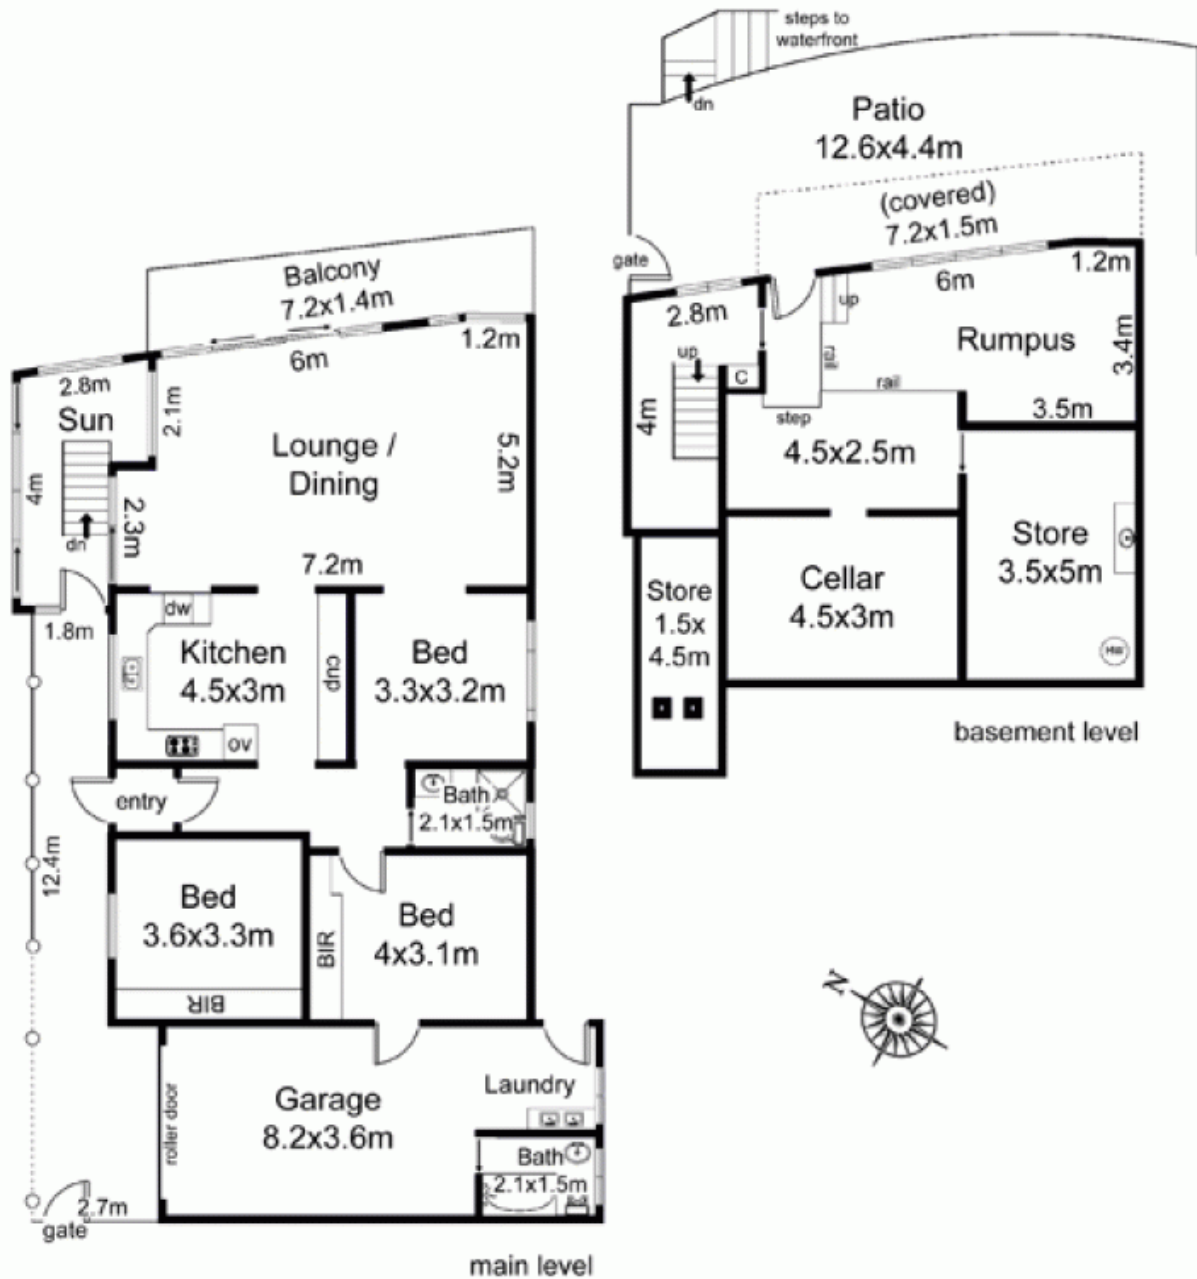 steps to
waterfront
dn
Patio
12.6x4.4m
(covered)
7.2x1.5m
gate
2.8m
up
6m
1.2m
Rumpus
3.4m
rail
up
C
rail
3.5m
4m
step
4.5x2.5m
Store
3.5x5m
Cellar
4.5x3m
Store
1.5x
4.5m
HW
basement level
Balcony
7.2x1.4m
6m
1.2m
2.8m
Sun
2.1m
Lounge /
Dining
5.2m
4m
2.3m
dn
7.2m
1.8m
dw
Kitchen
4.5x3m
cup
Bed
3.3x3.2m
ov
entry
Bath
2.1x1.5m
12.4m
Bed
3.6x3.3m
BIR
BIR
Bed
4x3.1m
N
roller door
Garage
8.2x3.6m
Laundry
Bath
2.1x1.5m
2.7m
gate
main level